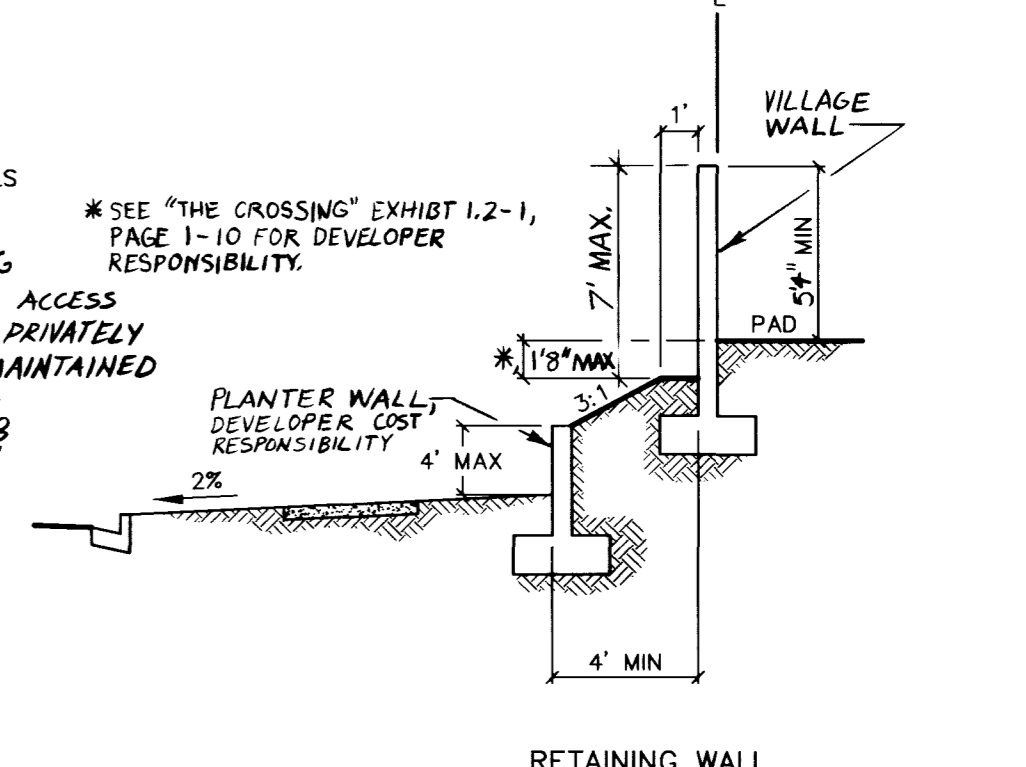 1'
VILLAGE
WALL
* SEE "THE CROSSING" EXHIBT 1.2-1,
PAGE 1-10 FOR DEVELOPER
RESPONSIBILITY.
7' MAX.
5'4" MIN
ACCESS
PRIVATELY
MAINTAINED
PAD
*, 1'8" MAX
3:1
PLANTER WALL,
DEVELOPER COST
RESPONSIBILITY
4' MAX
2%
4' MIN
RETAINING WALL